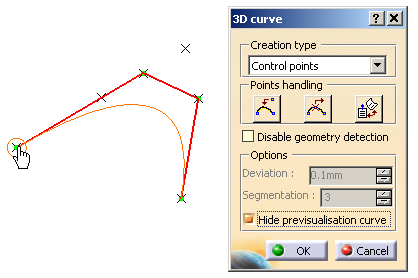 3D curve
Creation type
Control points
Points handling
Disable geometry detection
Options
Deviation : 0.1mm
Segmentation : 3
Hide previsualisation curve
OK Cancel